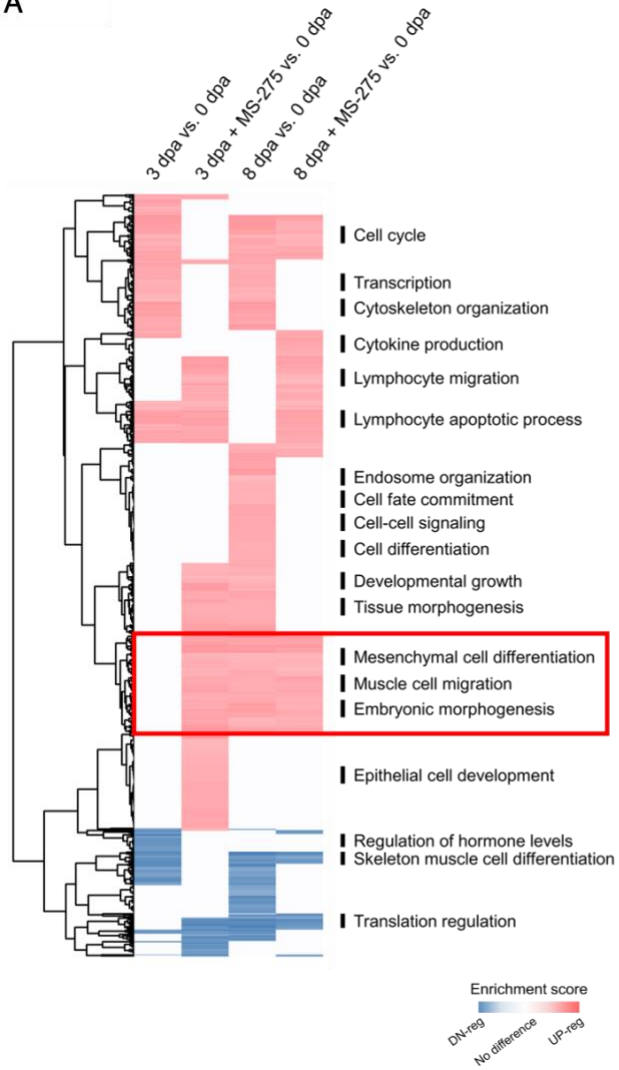 A
3 dpa vs. 0 dpa
3 dpa + MS-275 vs. 0 dpa
8 dpa vs. 0 dpa
8 dpa + MS-275 vs. 0 dpa
Cell cycle
Transcription
Cytoskeleton organization
Cytokine production
Lymphocyte migration
Lymphocyte apoptotic process
Endosome organization
Cell fate commitment
Cell-cell signaling
Cell differentiation
Developmental growth
Tissue morphogenesis
Mesenchymal cell differentiation
Muscle cell migration
Embryonic morphogenesis
Epithelial cell development
Regulation of hormone levels
Skeleton muscle cell differentiation
Translation regulation
Enrichment score
DN-reg
No difference
UP-reg